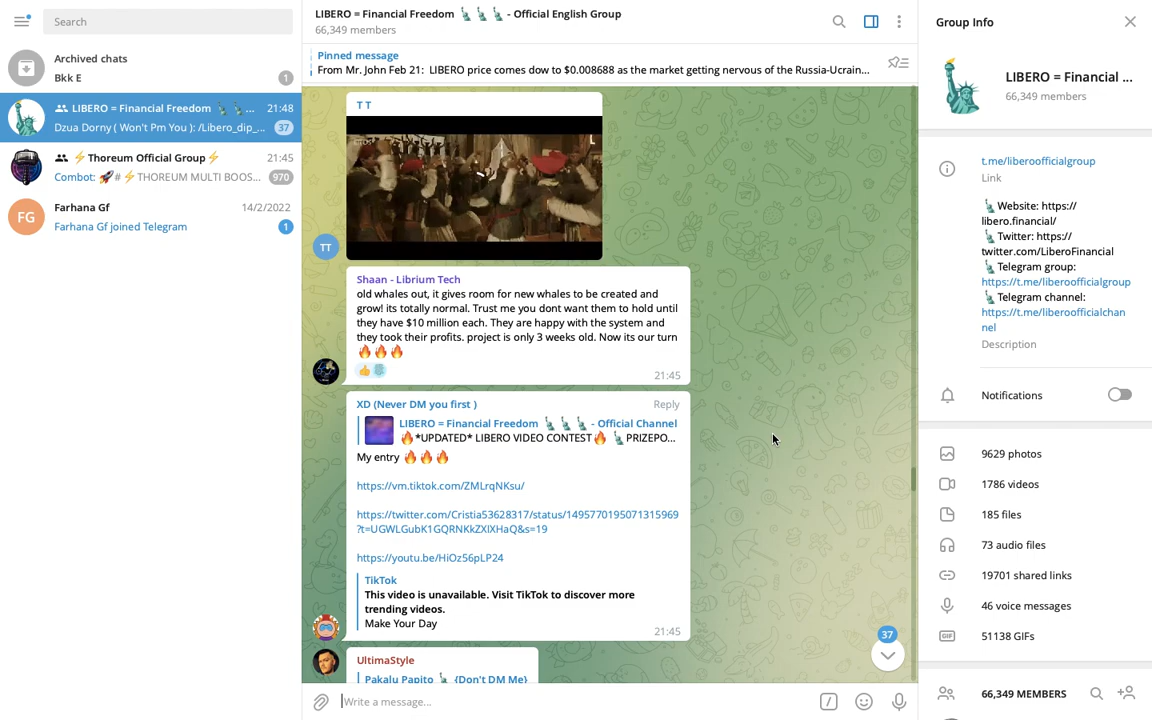 Search
Archived chats
Bkk E
1
LIBERO = Financial Freedom 🗽 🗽 ...
21:48
Dzua Dorny ( Won't Pm You ): /Libero_dip_...
37
⚡Thoreum Official Group⚡
21:45
Combot: 🚀# ⚡THOREUM MULTI BOOS...
970
FG
Farhana Gf
14/2/2022
Farhana Gf joined Telegram
1
LIBERO = Financial Freedom 🗽 🗽 🗽 - Official English Group
66,349 members
Pinned message
From Mr. John Feb 21: LIBERO price comes dow to $0.008688 as the market getting nervous of the Russia-Ucrain...
T T
TT
Shaan - Librium Tech
old whales out, it gives room for new whales to be created and
grow! its totally normal. Trust me you dont want them to hold until
they have $10 million each. They are happy with the system and
they took their profits. project is only 3 weeks old. Now its our turn
🔥🔥🔥
21:45
XD (Never DM you first )
Reply
LIBERO = Financial Freedom 🗽 🗽 🗽 - Official Channel
🔥*UPDATED* LIBERO VIDEO CONTEST🔥 🗽PRIZEPO...
My entry 🔥🔥🔥
https://vm.tiktok.com/ZMLrqNKsu/
https://twitter.com/Cristia53628317/status/1495770195071315969
?t=UGWLGubK1GQRNKkZXIXHaQ&s=19
https://youtu.be/HiOz56pLP24
TikTok
This video is unavailable. Visit TikTok to discover more
trending videos.
Make Your Day
21:45
UltimaStyle
Pakalu Papito 🗽 {Don't DM Me}
37
Write a message...
Group Info
LIBERO = Financial ...
66,349 members
t.me/liberoofficialgroup
Link
🗽Website: https://
libero.financial/
🗽Twitter: https://
twitter.com/LiberoFinancial
🗽Telegram group:
https://t.me/liberoofficialgroup
🗽Telegram channel:
https://t.me/liberoofficialchan
nel
Description
Notifications
9629 photos
1786 videos
185 files
73 audio files
19701 shared links
46 voice messages
GIF
51138 GIFs
66,349 MEMBERS